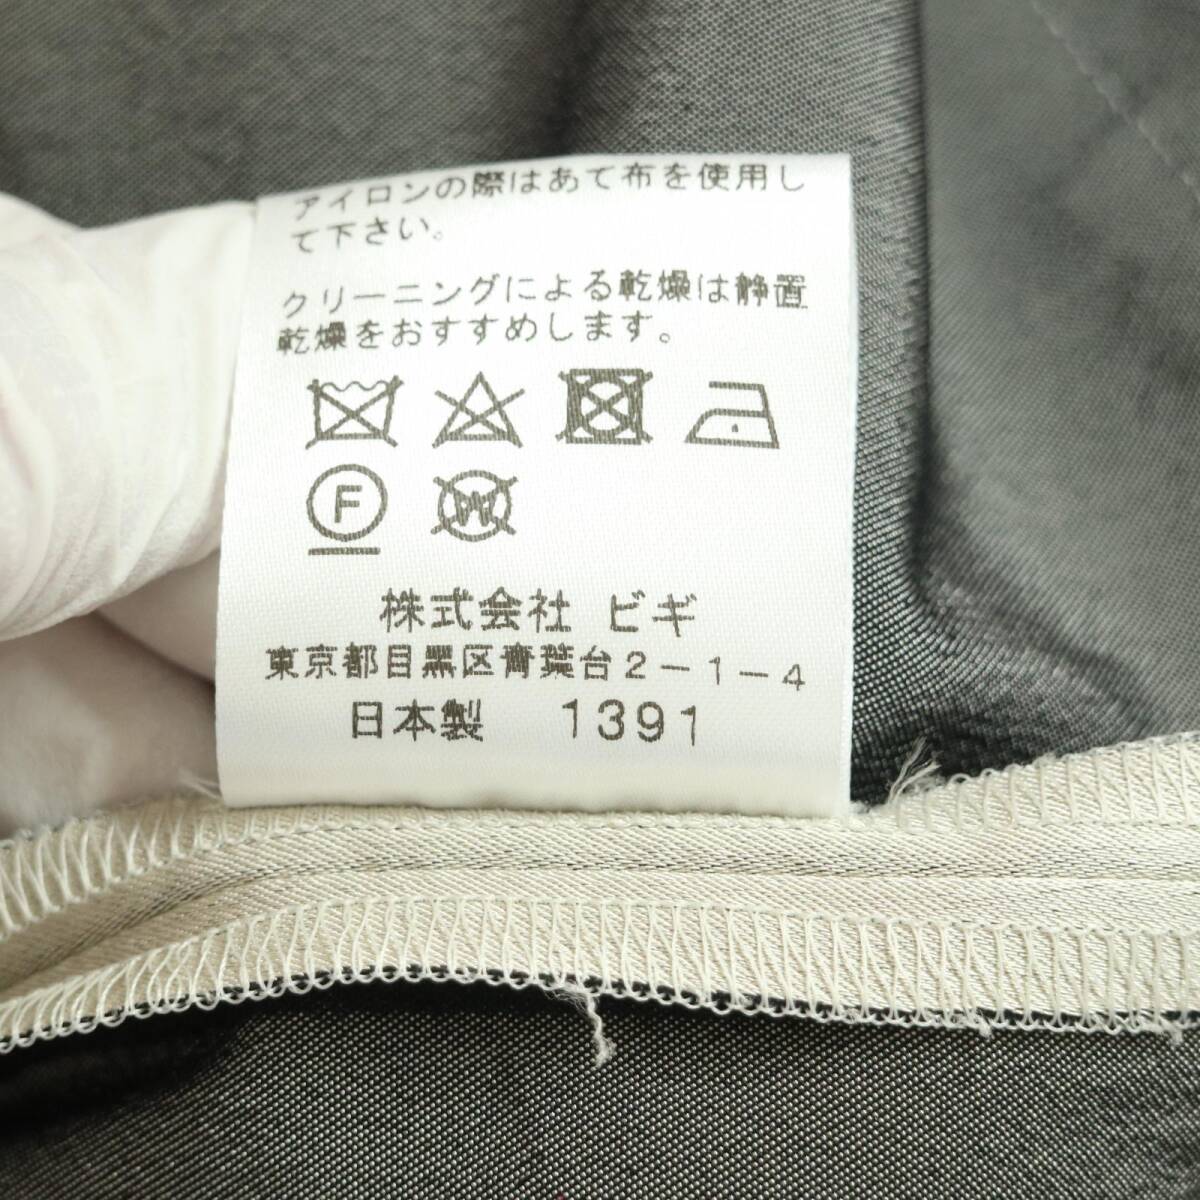 アイロンの際はあて布を使用し
て下さい。
クリーニングによる乾燥は静置
乾燥をおすすめします。
F W
株式会社 ビギ
東京都目黒区青葉台2-1-4
日本製 1391